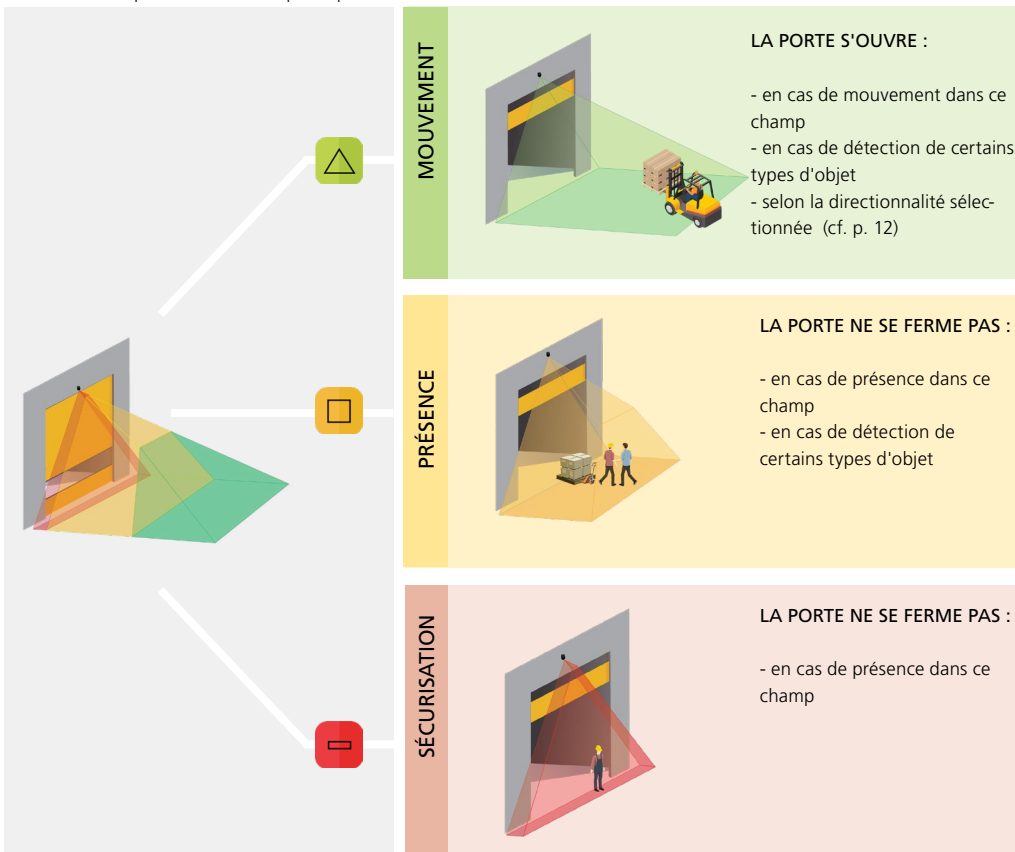 MOUVEMENT
LA PORTE S'OUVRE :
- en cas de mouvement dans ce
champ
- en cas de détection de certains
types d'objet
- selon la directionnalité sélec-
tionnée (cf. p. 12)
PRÉSENCE
LA PORTE NE SE FERME PAS :
- en cas de présence dans ce
champ
- en cas de détection de
certains types d'objet
SÉCURISATION
LA PORTE NE SE FERME PAS :
- en cas de présence dans ce
champ